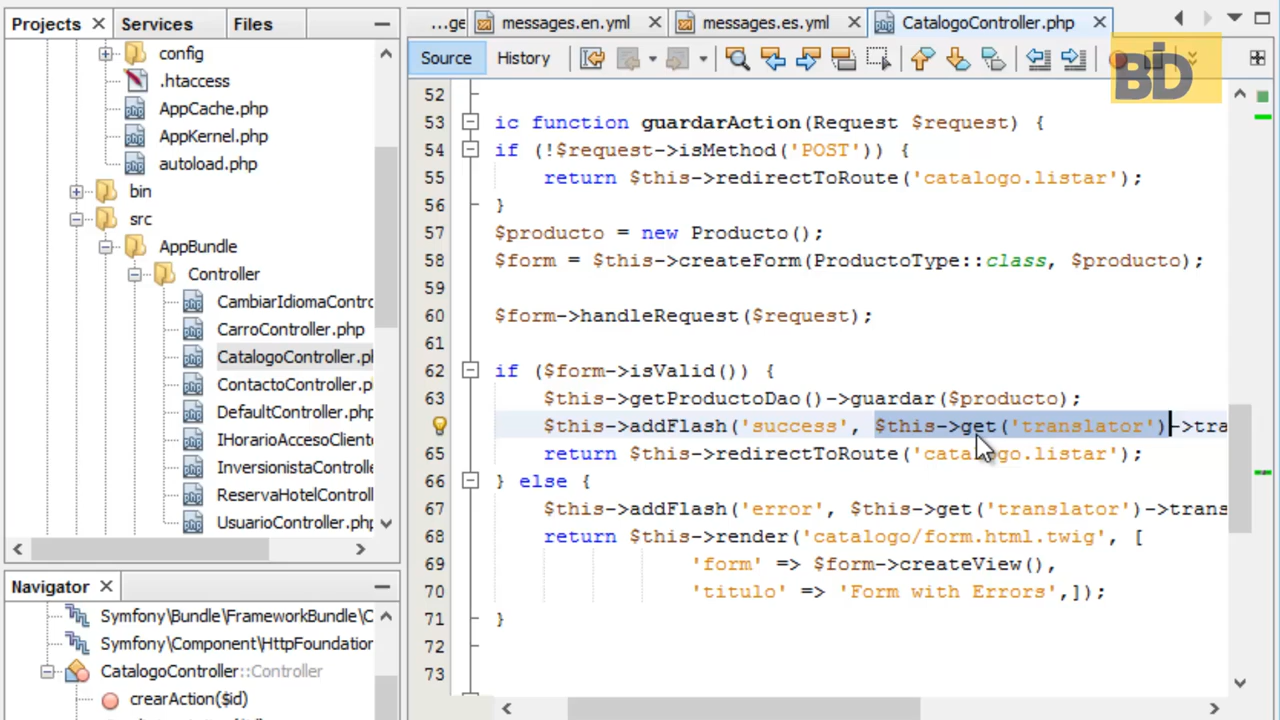 Projects
Services
Files
...ge
messages.en.yml
messages.es.yml
CatalogoController.php
Source
History
BD
config
.htaccess
AppCache.php
AppKernel.php
autoload.php
bin
src
AppBundle
Controller
CambiarIdiomaContro
CarroController.php
CatalogoController.ph
ContactoController.p
DefaultController.php
IHorarioAccesoCliente
InversionistaControlle
ReservaHotelControll
UsuarioController.php
Navigator
Symfony\Bundle\FrameworkBundle\C
Symfony\Component\HttpFoundation
CatalogoController::Controller
crearAction($id)
52
53 ic function guardarAction(Request $request) {
54 if (!$request->isMethod('POST')) {
55 return $this->redirectToRoute('catalogo.listar');
56 }
57 $producto = new Producto();
58 $form = $this->createForm(ProductoType::class, $producto);
59
60 $form->handleRequest($request);
61
62 if ($form->isValid()) {
63 $this->getProductoDao()->guardar($producto);
$this->addFlash('success', $this->get('translator')->tra
65 return $this->redirectToRoute('catalogo.listar');
66 } else {
67 $this->addFlash('error', $this->get('translator')->trans
68 return $this->render('catalogo/form.html.twig', [
69 'form' => $form->createView(),
70 'titulo' => 'Form with Errors',]);
71 }
72
73